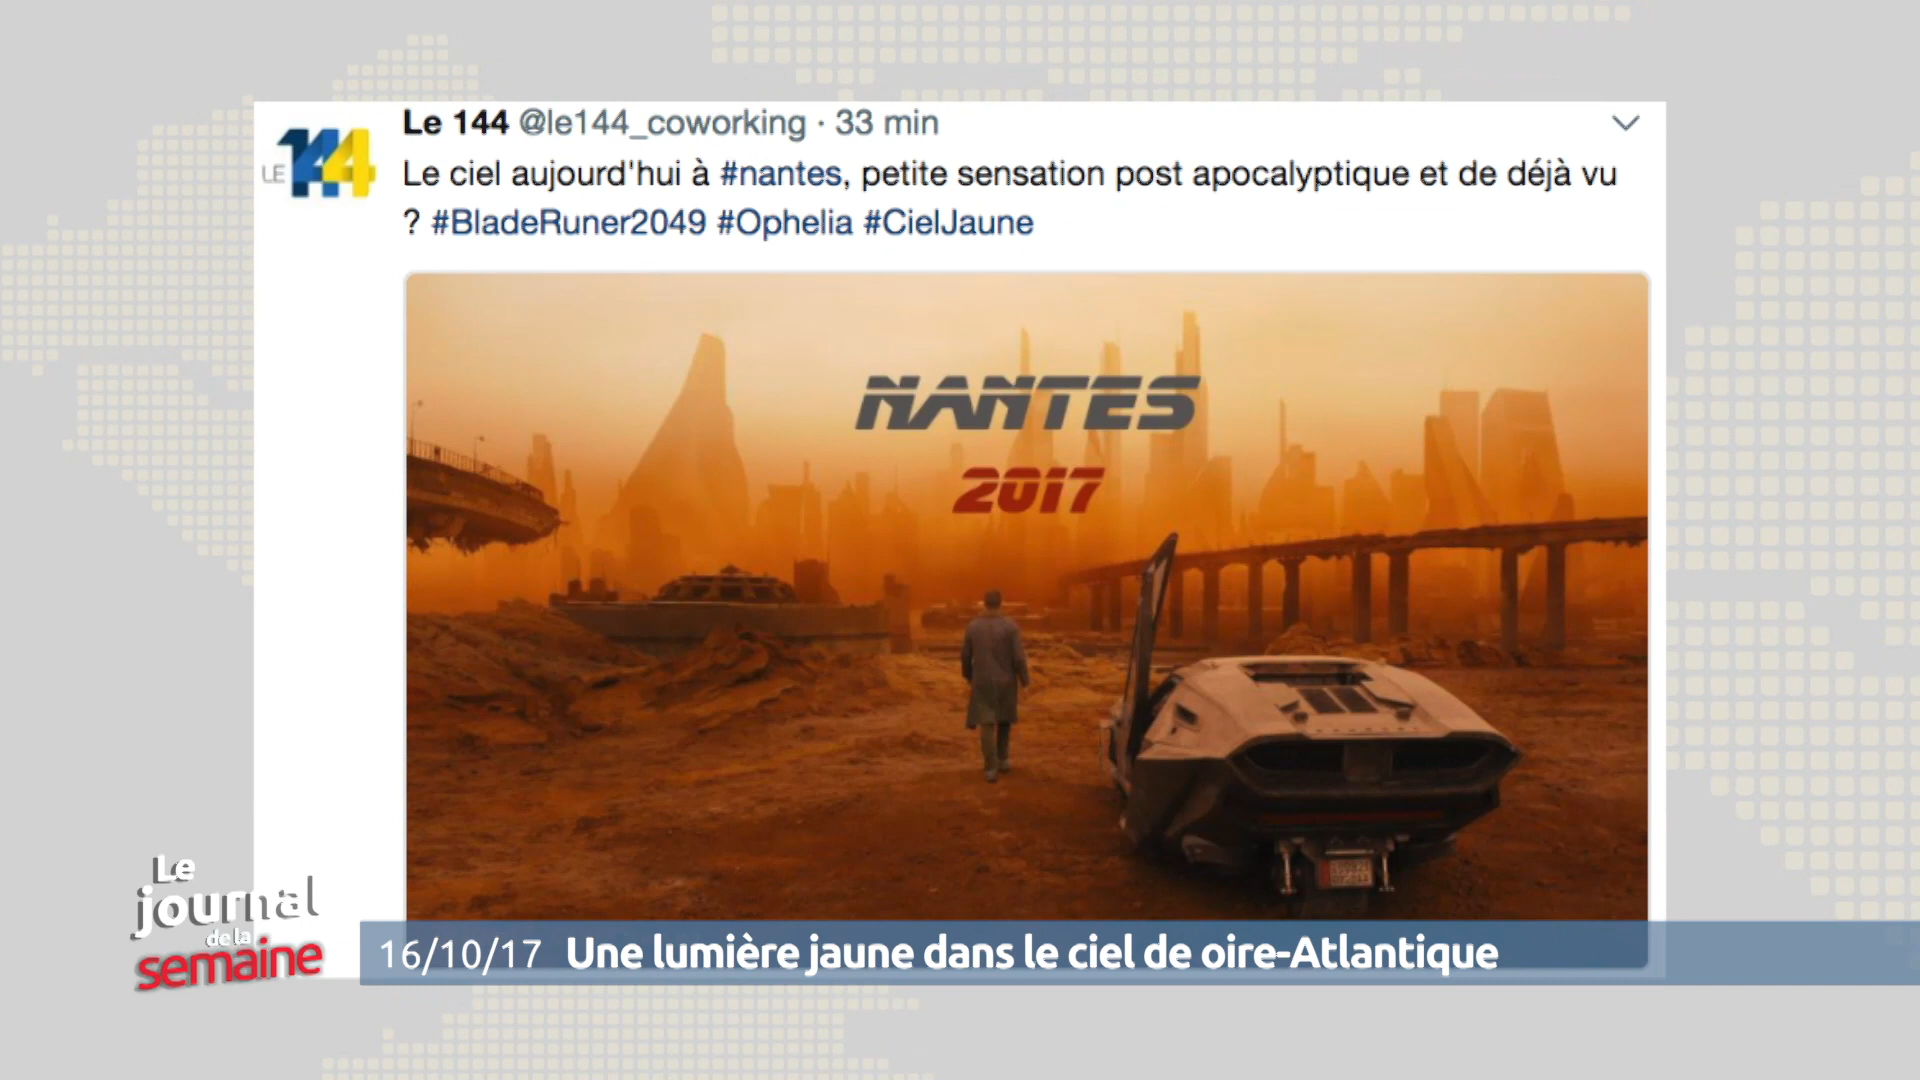 LE 144
Le 144 @le144_coworking · 33 min
Le ciel aujourd'hui à #nantes, petite sensation post apocalyptique et de déjà vu
? #BladeRuner2049 #Ophelia #CielJaune
NANTES
2017
Le
journal
de la
semaine
16/10/17 Une lumière jaune dans le ciel de oire-Atlantique